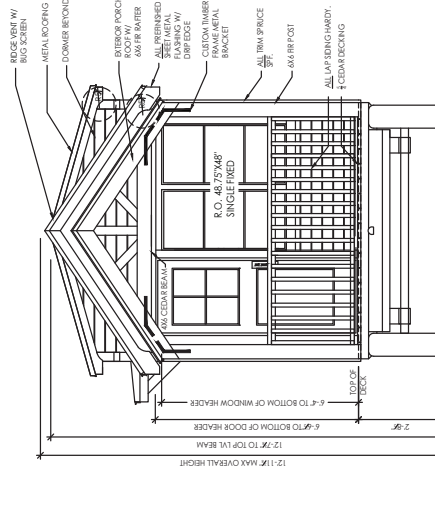 RIDGE VENT W/
BUG SCREEN
METAL ROOFING
DORMER BEYOND
EXTERIOR PORCH
ROOF W/
6X6 FIR RAFTER
ALL PREFINISHED
SHEET METAL
FLASHING W/
DRIP EDGE
CUSTOM TIMBER
FRAME METAL
BRACKET
ALL TRIM SPRUCE
SPF.
6X6 FIR POST
ALL LAP SIDING HARDY.
CEDAR DECKING
R.O. 48.75"X48"
SINGLE FIXED
4X6 CEDAR BEAM
TOP OF
DECK
6'-4" TO BOTTOM OF WINDOW HEADER
TO BOTTOM OF DOOR HEADER
TO TOP LVL BEAM
MAX OVERALL HEIGHT